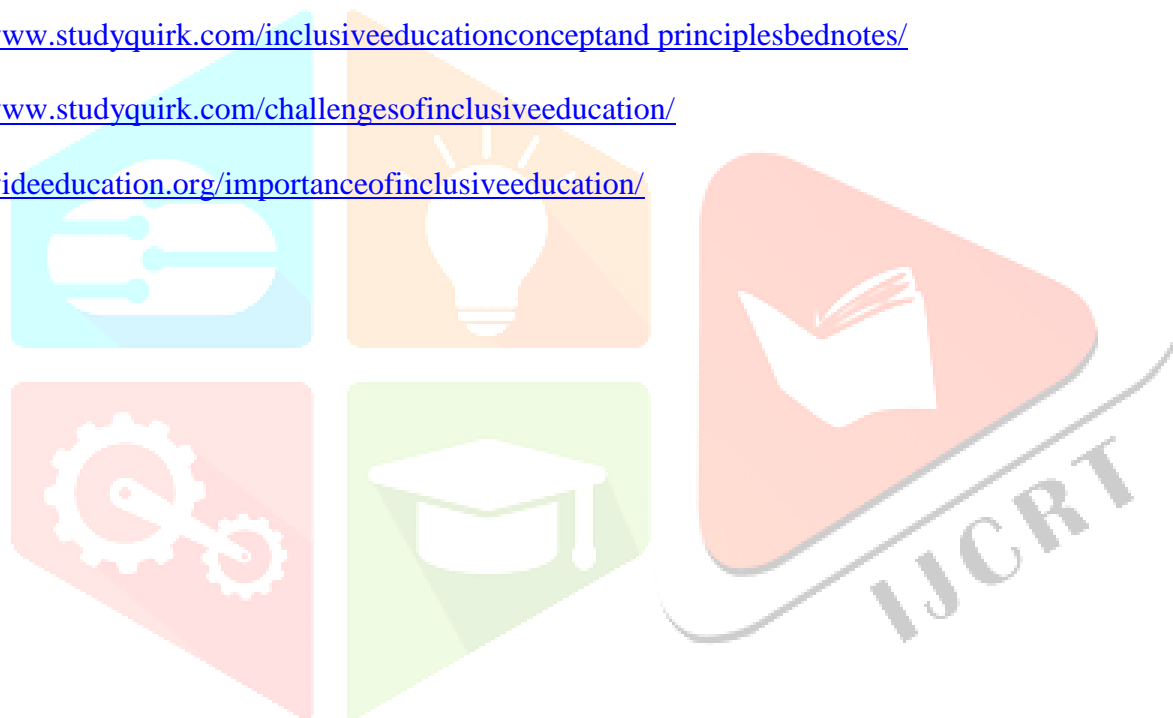 ww.studyquirk.com/inclusiveeducationconceptand principlesbednotes/
ww.studyquirk.com/challengesofinclusiveeducation/
ideeducation.org/importanceofinclusiveeducation/
IJCRT